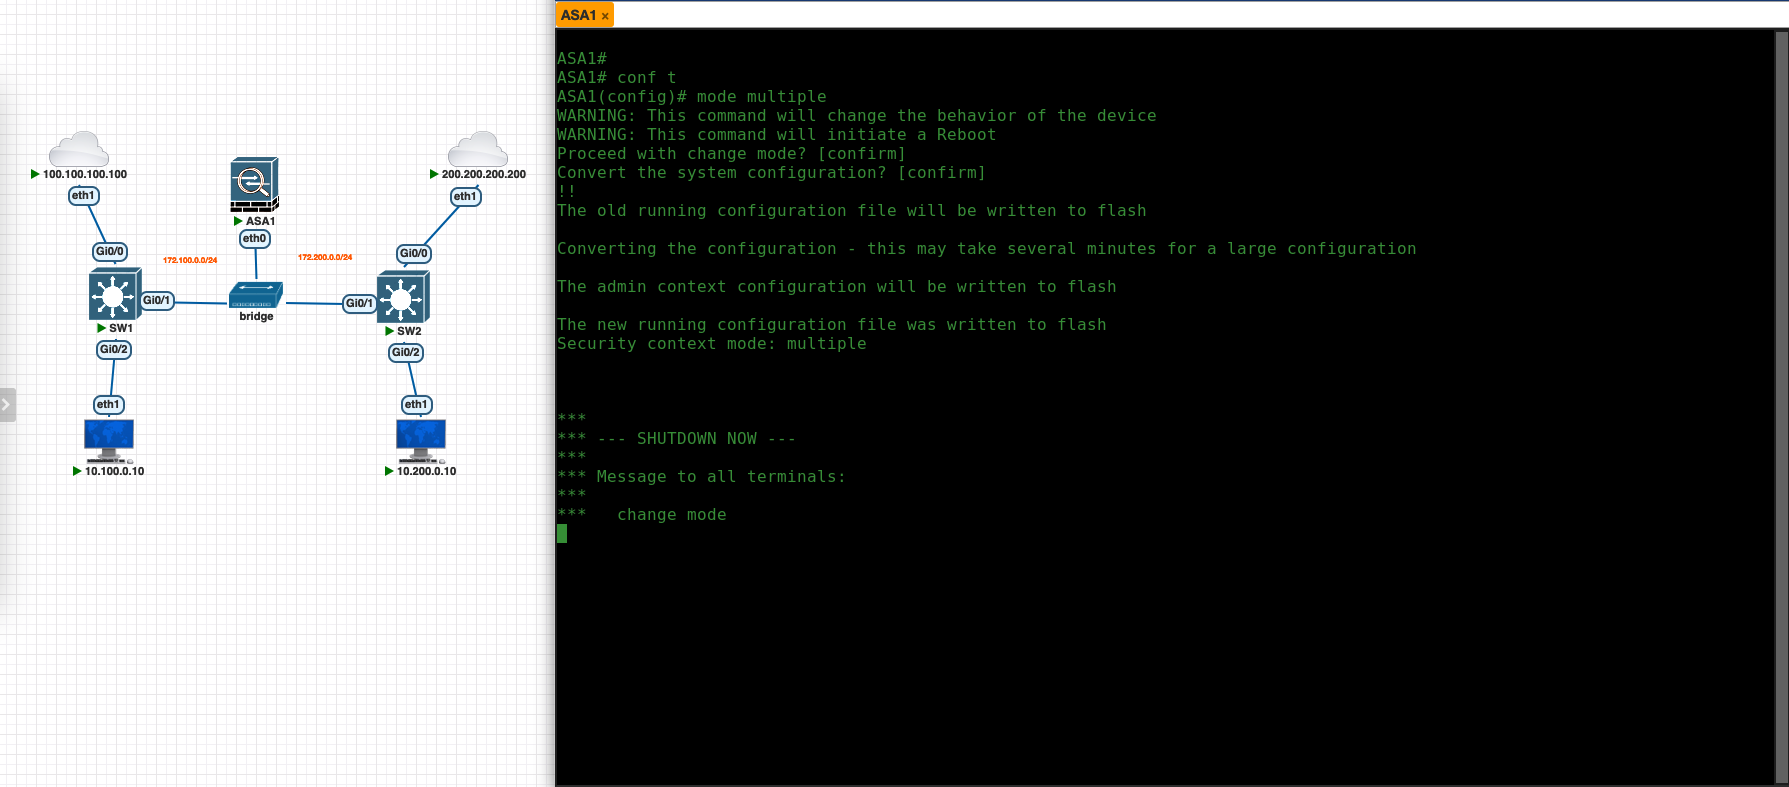 100.100.100.100
eth1
Gi0/0
172.100.0.0/24
SW1
Gi0/1
Gi0/2
eth1
10.100.0.10
ASA1
eth0
bridge
200.200.200.200
eth1
Gi0/0
172.200.0.0/24
Gi0/1
SW2
Gi0/2
eth1
10.200.0.10
ASA1 ×
ASA1#
ASA1# conf t
ASA1(config)# mode multiple
WARNING: This command will change the behavior of the device
WARNING: This command will initiate a Reboot
Proceed with change mode? [confirm]
Convert the system configuration? [confirm]
!!
The old running configuration file will be written to flash
Converting the configuration - this may take several minutes for a large configuration
The admin context configuration will be written to flash
The new running configuration file was written to flash
Security context mode: multiple
***
*** --- SHUTDOWN NOW ---
***
*** Message to all terminals:
***
***   change mode